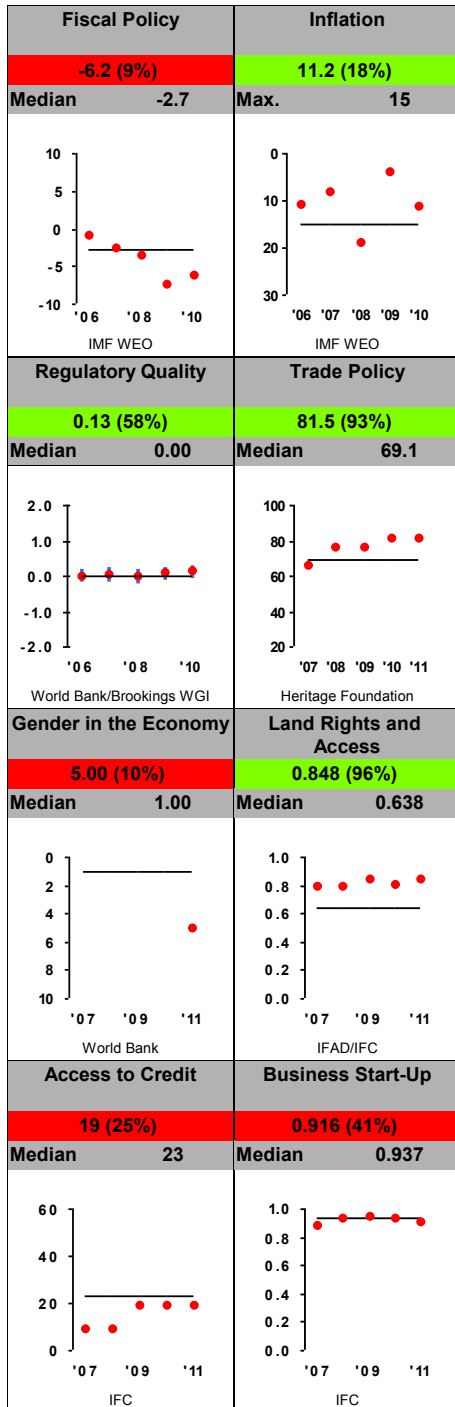 Fiscal Policy
-6.2 (9%)
Median -2.7
10
5
0
-5
-10
'06 '08 '10
IMF WEO
Inflation
11.2 (18%)
Max. 15
0
10
20
30
'06 '07 '08 '09 '10
IMF WEO
Regulatory Quality
0.13 (58%)
Median 0.00
2.0
1.0
0.0
-1.0
-2.0
'06 '08 '10
World Bank/Brookings WGI
Trade Policy
81.5 (93%)
Median 69.1
100
80
60
40
20
'07 '08 '09 '10 '11
Heritage Foundation
Gender in the Economy
5.00 (10%)
Median 1.00
0
2
4
6
8
10
'07 '09 '11
World Bank
Land Rights and
Access
0.848 (96%)
Median 0.638
1.0
0.8
0.6
0.4
0.2
0.0
'07 '09 '11
IFAD/IFC
Access to Credit
19 (25%)
Median 23
60
40
20
0
'07 '09 '11
IFC
Business Start-Up
0.916 (41%)
Median 0.937
1.0
0.8
0.6
0.4
0.2
0.0
'07 '09 '11
IFC